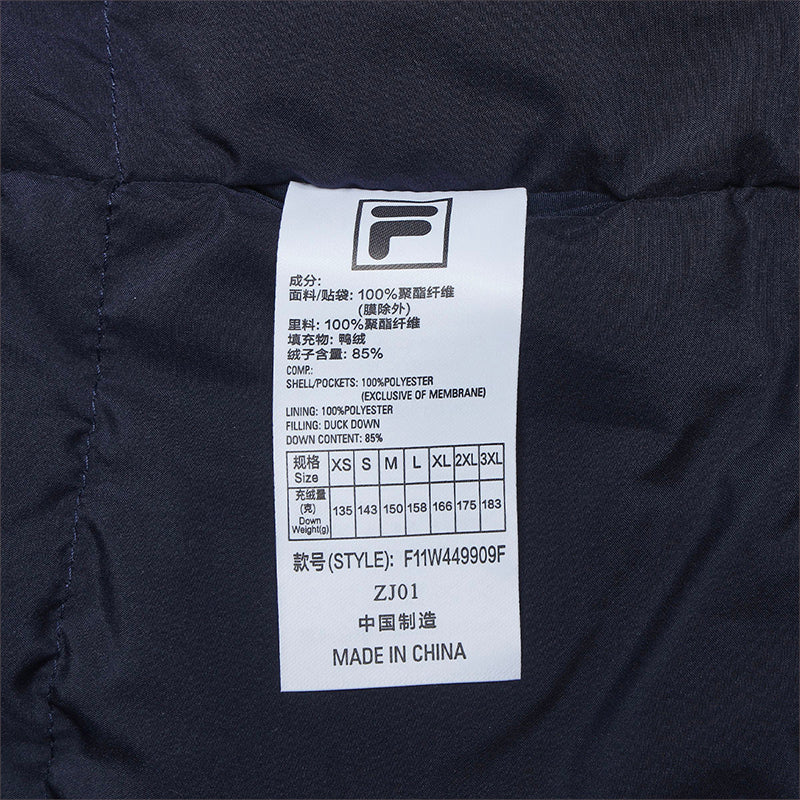 F
成分:
面料/贴袋: 100%聚酯纤维
(膜除外)
里料: 100%聚酯纤维
填充物: 鸭绒
绒子含量: 85%
COMP.:
SHELL/POCKETS: 100%POLYESTER
(EXCLUSIVE OF MEMBRANE)
LINING: 100%POLYESTER
FILLING: DUCK DOWN
DOWN CONTENT: 85%
规格 Size XS S M L XL 2XL 3XL
充绒量(克) Down Weight(g) 135 143 150 158 166 175 183
款号(STYLE): F11W449909F
ZJ01
中国制造
MADE IN CHINA